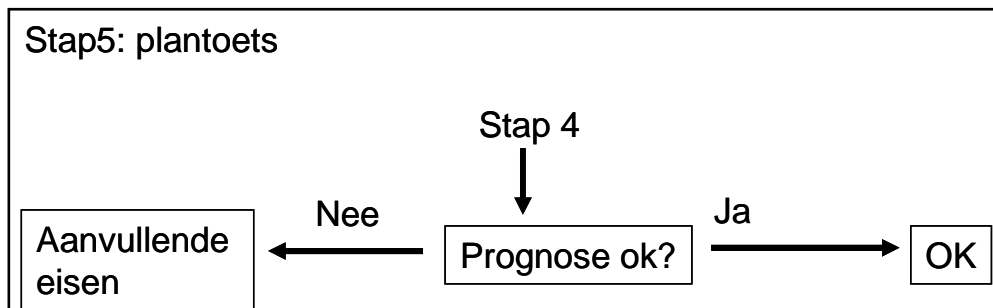 Stap5: plantoets
Stap 4
Nee
Ja
Aanvullende
eisen
Prognose ok?
OK